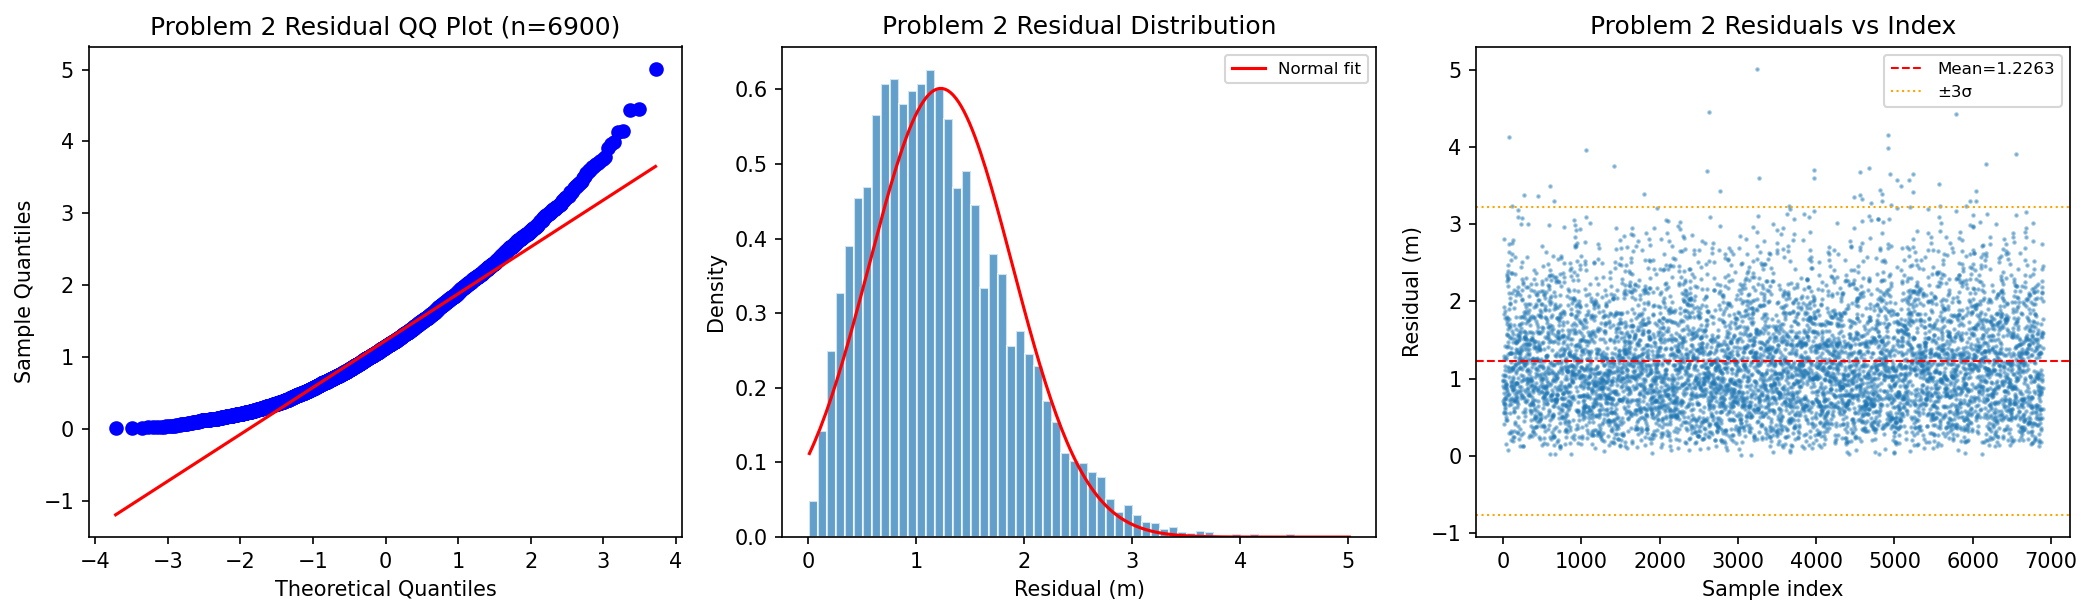 Problem 2 Residual QQ Plot (n=6900)
5
4
3
2
1
0
−1
Sample Quantiles
−4 −3 −2 −1 0 1 2 3 4
Theoretical Quantiles
Problem 2 Residual Distribution
Normal fit
0.6
0.5
0.4
0.3
0.2
0.1
0.0
Density
0 1 2 3 4 5
Residual (m)
Problem 2 Residuals vs Index
Mean=1.2263
±3σ
5
4
3
2
1
0
−1
Residual (m)
0 1000 2000 3000 4000 5000 6000 7000
Sample index